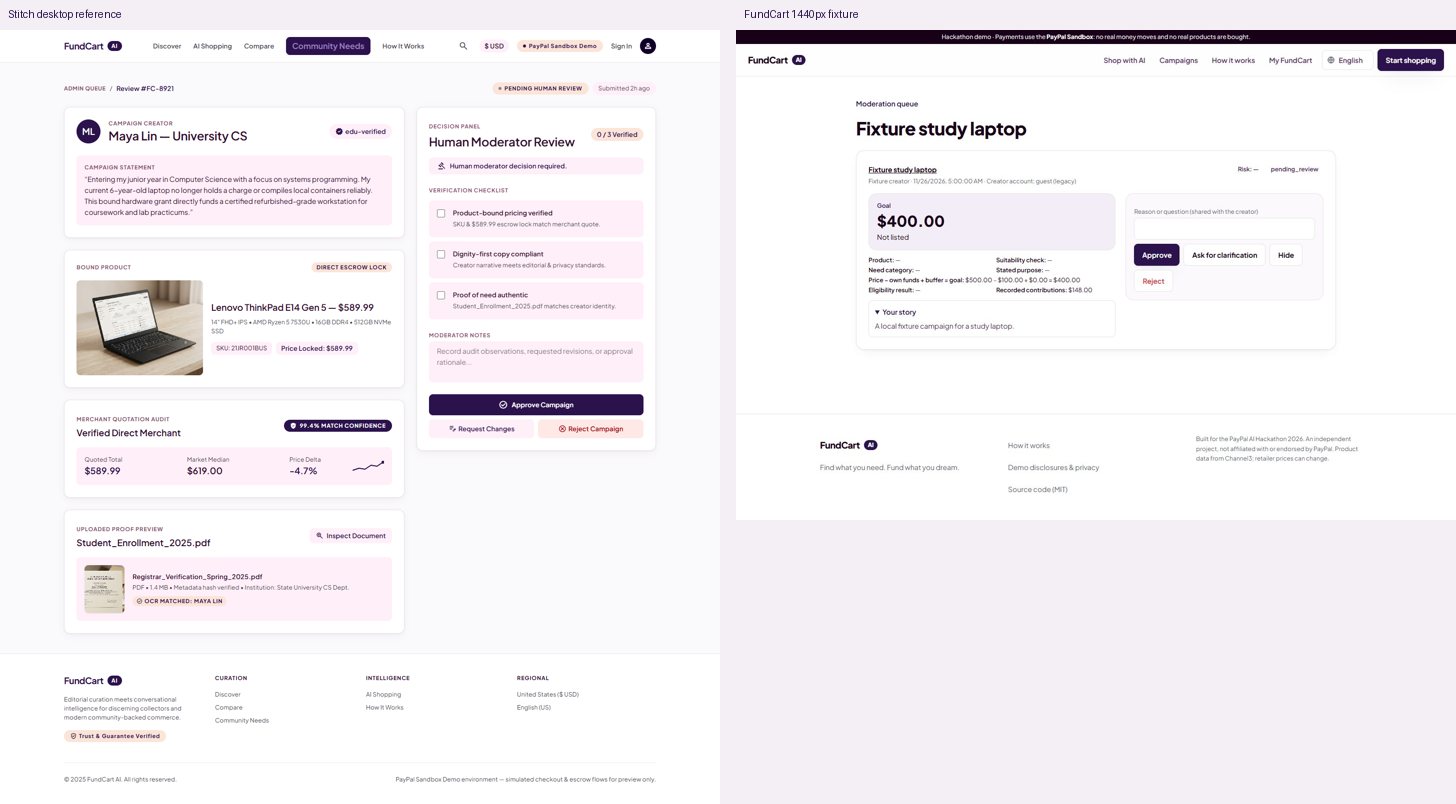 Stitch desktop reference
FundCart AI
Discover
AI Shopping
Compare
Community Needs
How It Works
$ USD
PayPal Sandbox Demo
Sign In
ADMIN QUEUE / Review #FC-8921
PENDING HUMAN REVIEW
Submitted 2h ago
ML
CAMPAIGN CREATOR
Maya Lin — University CS
edu-verified
CAMPAIGN STATEMENT
"Entering my junior year in Computer Science with a focus on systems programming. My
current 6-year-old laptop no longer holds a charge or compiles local containers reliably.
This bound hardware grant directly funds a certified refurbished-grade workstation for
coursework and lab practicums."
BOUND PRODUCT
DIRECT ESCROW LOCK
Lenovo ThinkPad E14 Gen 5 — $589.99
14" FHD+ IPS • AMD Ryzen 5 7530U • 16GB DDR4 • 512GB NVMe
SSD
SKU: 21JR001BUS
Price Locked: $589.99
MERCHANT QUOTATION AUDIT
Verified Direct Merchant
99.4% MATCH CONFIDENCE
Quoted Total
$589.99
Market Median
$619.00
Price Delta
-4.7%
UPLOADED PROOF PREVIEW
Student_Enrollment_2025.pdf
Inspect Document
Registrar_Verification_Spring_2025.pdf
PDF • 1.4 MB • Metadata hash verified • Institution: State University CS Dept.
OCR MATCHED: MAYA LIN
DECISION PANEL
Human Moderator Review
0 / 3 Verified
Human moderator decision required.
VERIFICATION CHECKLIST
Product-bound pricing verified
SKU & $589.99 escrow lock match merchant quote.
Dignity-first copy compliant
Creator narrative meets editorial & privacy standards.
Proof of need authentic
Student_Enrollment_2025.pdf matches creator identity.
MODERATOR NOTES
Record audit observations, requested revisions, or approval
rationale...
Approve Campaign
Request Changes
Reject Campaign
FundCart AI
Editorial curation meets conversational
intelligence for discerning collectors and
modern community-backed commerce.
Trust & Guarantee Verified
CURATION
Discover
Compare
Community Needs
INTELLIGENCE
AI Shopping
How It Works
REGIONAL
United States ($ USD)
English (US)
© 2025 FundCart AI. All rights reserved.
PayPal Sandbox Demo environment — simulated checkout & escrow flows for preview only.
FundCart 1440px fixture
Hackathon demo · Payments use the PayPal Sandbox: no real money moves and no real products are bought.
FundCart AI
Shop with AI
Campaigns
How it works
My FundCart
English
Start shopping
Moderation queue
Fixture study laptop
Fixture study laptop
Risk: —
pending_review
Fixture creator · 11/26/2026, 5:00:00 AM · Creator account: guest (legacy)
Goal
$400.00
Not listed
Product: —
Suitability check: —
Need category: —
Stated purpose: —
Price − own funds + buffer = goal: $500.00 - $100.00 + $0.00 = $400.00
Eligibility result: —
Recorded contributions: $148.00
▼ Your story
A local fixture campaign for a study laptop.
Reason or question (shared with the creator)
Approve
Ask for clarification
Hide
Reject
FundCart AI
Find what you need. Fund what you dream.
How it works
Demo disclosures & privacy
Source code (MIT)
Built for the PayPal AI Hackathon 2026. An independent
project, not affiliated with or endorsed by PayPal. Product
data from Channel3; retailer prices can change.